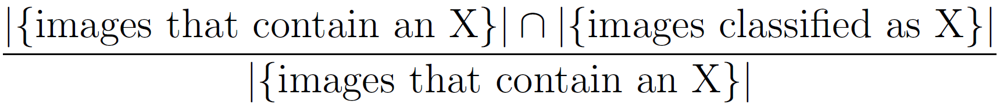 |{images that contain an X}| ∩ |{images classified as X}|
|{images that contain an X}|